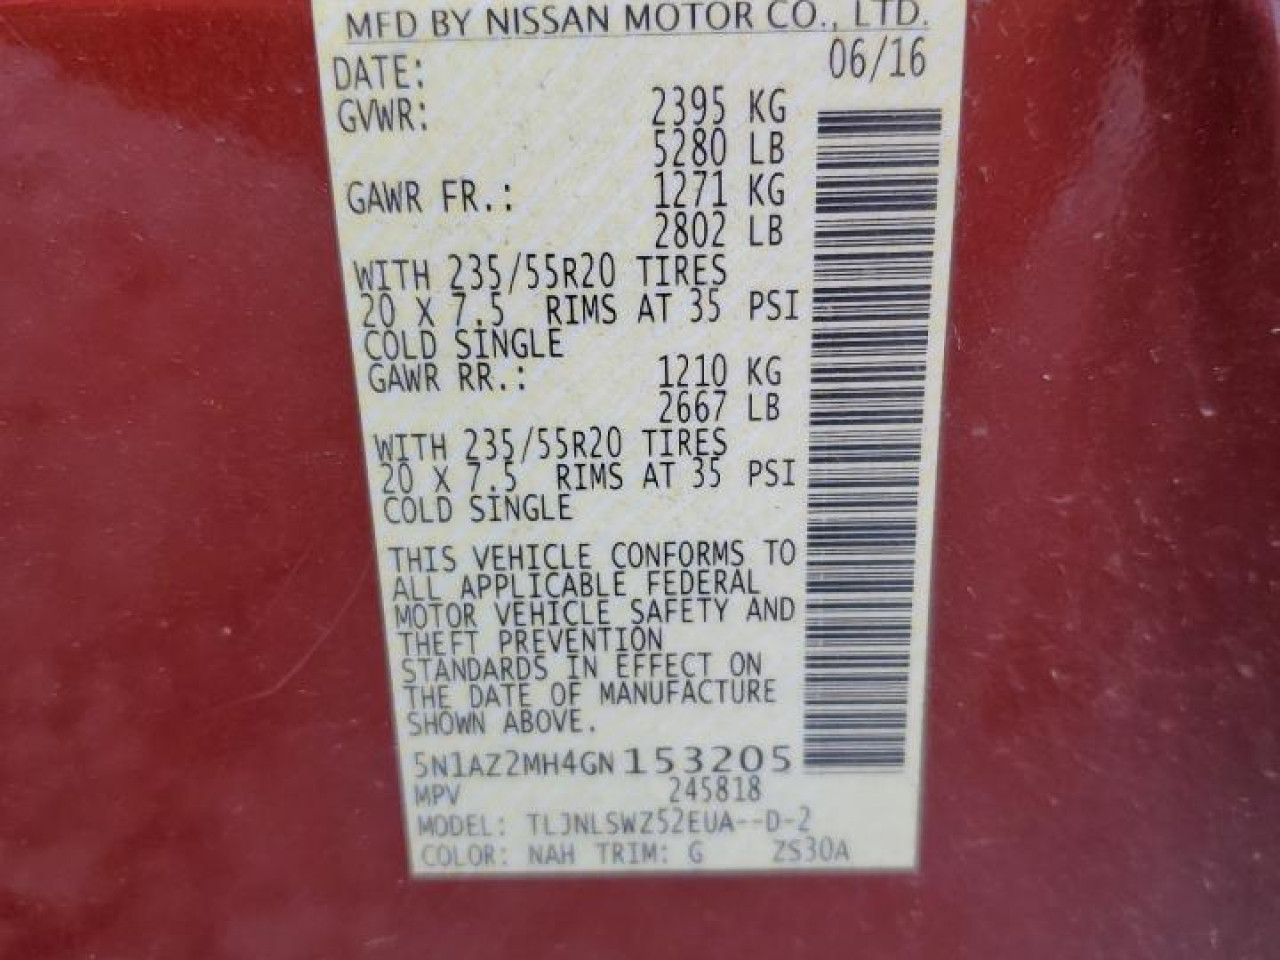 MFD BY NISSAN MOTOR CO., LTD.
DATE: 06/16
GVWR: 2395 KG
5280 LB
GAWR FR.: 1271 KG
2802 LB
WITH 235/55R20 TIRES
20 X 7.5 RIMS AT 35 PSI
COLD SINGLE
GAWR RR.: 1210 KG
2667 LB
WITH 235/55R20 TIRES
20 X 7.5 RIMS AT 35 PSI
COLD SINGLE
THIS VEHICLE CONFORMS TO
ALL APPLICABLE FEDERAL
MOTOR VEHICLE SAFETY AND
THEFT PREVENTION
STANDARDS IN EFFECT ON
THE DATE OF MANUFACTURE
SHOWN ABOVE.
5N1AZ2MH4GN153205
MPV 245818
MODEL: TLJNLSWZ52EUA--D-2
COLOR: NAH TRIM: G ZS30A